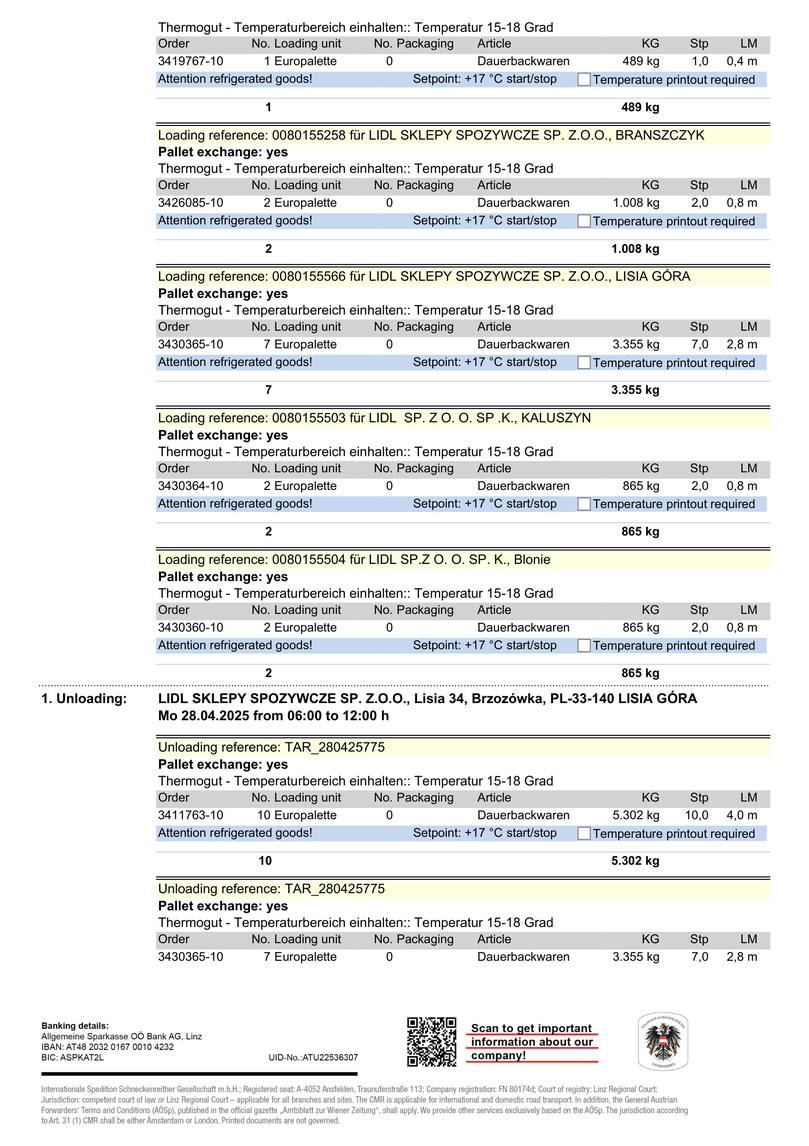 Thermogut - Temperaturbereich einhalten:: Temperatur 15-18 Grad
Order No. Loading unit No. Packaging Article KG Stp LM
3419767-10 1 Europalette 0 Dauerbackwaren 489 kg 1,0 0,4 m
Attention refrigerated goods! Setpoint: +17 °C start/stop Temperature printout required
1 489 kg
Loading reference: 0080155258 für LIDL SKLEPY SPOZYWCZE SP. Z.O.O., BRANSZCZYK
Pallet exchange: yes
Thermogut - Temperaturbereich einhalten:: Temperatur 15-18 Grad
Order No. Loading unit No. Packaging Article KG Stp LM
3426085-10 2 Europalette 0 Dauerbackwaren 1.008 kg 2,0 0,8 m
Attention refrigerated goods! Setpoint: +17 °C start/stop Temperature printout required
2 1.008 kg
Loading reference: 0080155566 für LIDL SKLEPY SPOZYWCZE SP. Z.O.O., LISIA GÓRA
Pallet exchange: yes
Thermogut - Temperaturbereich einhalten:: Temperatur 15-18 Grad
Order No. Loading unit No. Packaging Article KG Stp LM
3430365-10 7 Europalette 0 Dauerbackwaren 3.355 kg 7,0 2,8 m
Attention refrigerated goods! Setpoint: +17 °C start/stop Temperature printout required
7 3.355 kg
Loading reference: 0080155503 für LIDL SP. Z O. O. SP .K., KALUSZYN
Pallet exchange: yes
Thermogut - Temperaturbereich einhalten:: Temperatur 15-18 Grad
Order No. Loading unit No. Packaging Article KG Stp LM
3430364-10 2 Europalette 0 Dauerbackwaren 865 kg 2,0 0,8 m
Attention refrigerated goods! Setpoint: +17 °C start/stop Temperature printout required
2 865 kg
Loading reference: 0080155504 für LIDL SP.Z O. O. SP. K., Blonie
Pallet exchange: yes
Thermogut - Temperaturbereich einhalten:: Temperatur 15-18 Grad
Order No. Loading unit No. Packaging Article KG Stp LM
3430360-10 2 Europalette 0 Dauerbackwaren 865 kg 2,0 0,8 m
Attention refrigerated goods! Setpoint: +17 °C start/stop Temperature printout required
2 865 kg
1. Unloading: LIDL SKLEPY SPOZYWCZE SP. Z.O.O., Lisia 34, Brzozówka, PL-33-140 LISIA GÓRA
Mo 28.04.2025 from 06:00 to 12:00 h
Unloading reference: TAR_280425775
Pallet exchange: yes
Thermogut - Temperaturbereich einhalten:: Temperatur 15-18 Grad
Order No. Loading unit No. Packaging Article KG Stp LM
3411763-10 10 Europalette 0 Dauerbackwaren 5.302 kg 10,0 4,0 m
Attention refrigerated goods! Setpoint: +17 °C start/stop Temperature printout required
10 5.302 kg
Unloading reference: TAR_280425775
Pallet exchange: yes
Thermogut - Temperaturbereich einhalten:: Temperatur 15-18 Grad
Order No. Loading unit No. Packaging Article KG Stp LM
3430365-10 7 Europalette 0 Dauerbackwaren 3.355 kg 7,0 2,8 m
Banking details:
Allgemeine Sparkasse OÖ Bank AG, Linz
IBAN: AT48 2032 0167 0010 4232
BIC: ASPKAT2L UID-No.:ATU22536307
Scan to get important
information about our
company!
Internationale Spedition Schneckenreither Gesellschaft m.b.H.; Registered seat: A-4052 Ansfelden, Traunuferstraße 113; Company registration: FN 80174d; Court of registry: Linz Regional Court;
Jurisdiction: competent court of law or Linz Regional Court – applicable for all branches and sites. The CMR is applicable for international and domestic road transport. In addition, the General Austrian
Forwarders' Terms and Conditions (AÖSp), published in the official gazette „Amtsblatt zur Wiener Zeitung", shall apply. We provide other services exclusively based on the AÖSp. The jurisdiction according
to Art. 31 (1) CMR shall be either Amsterdam or London. Printed documents are not governed.